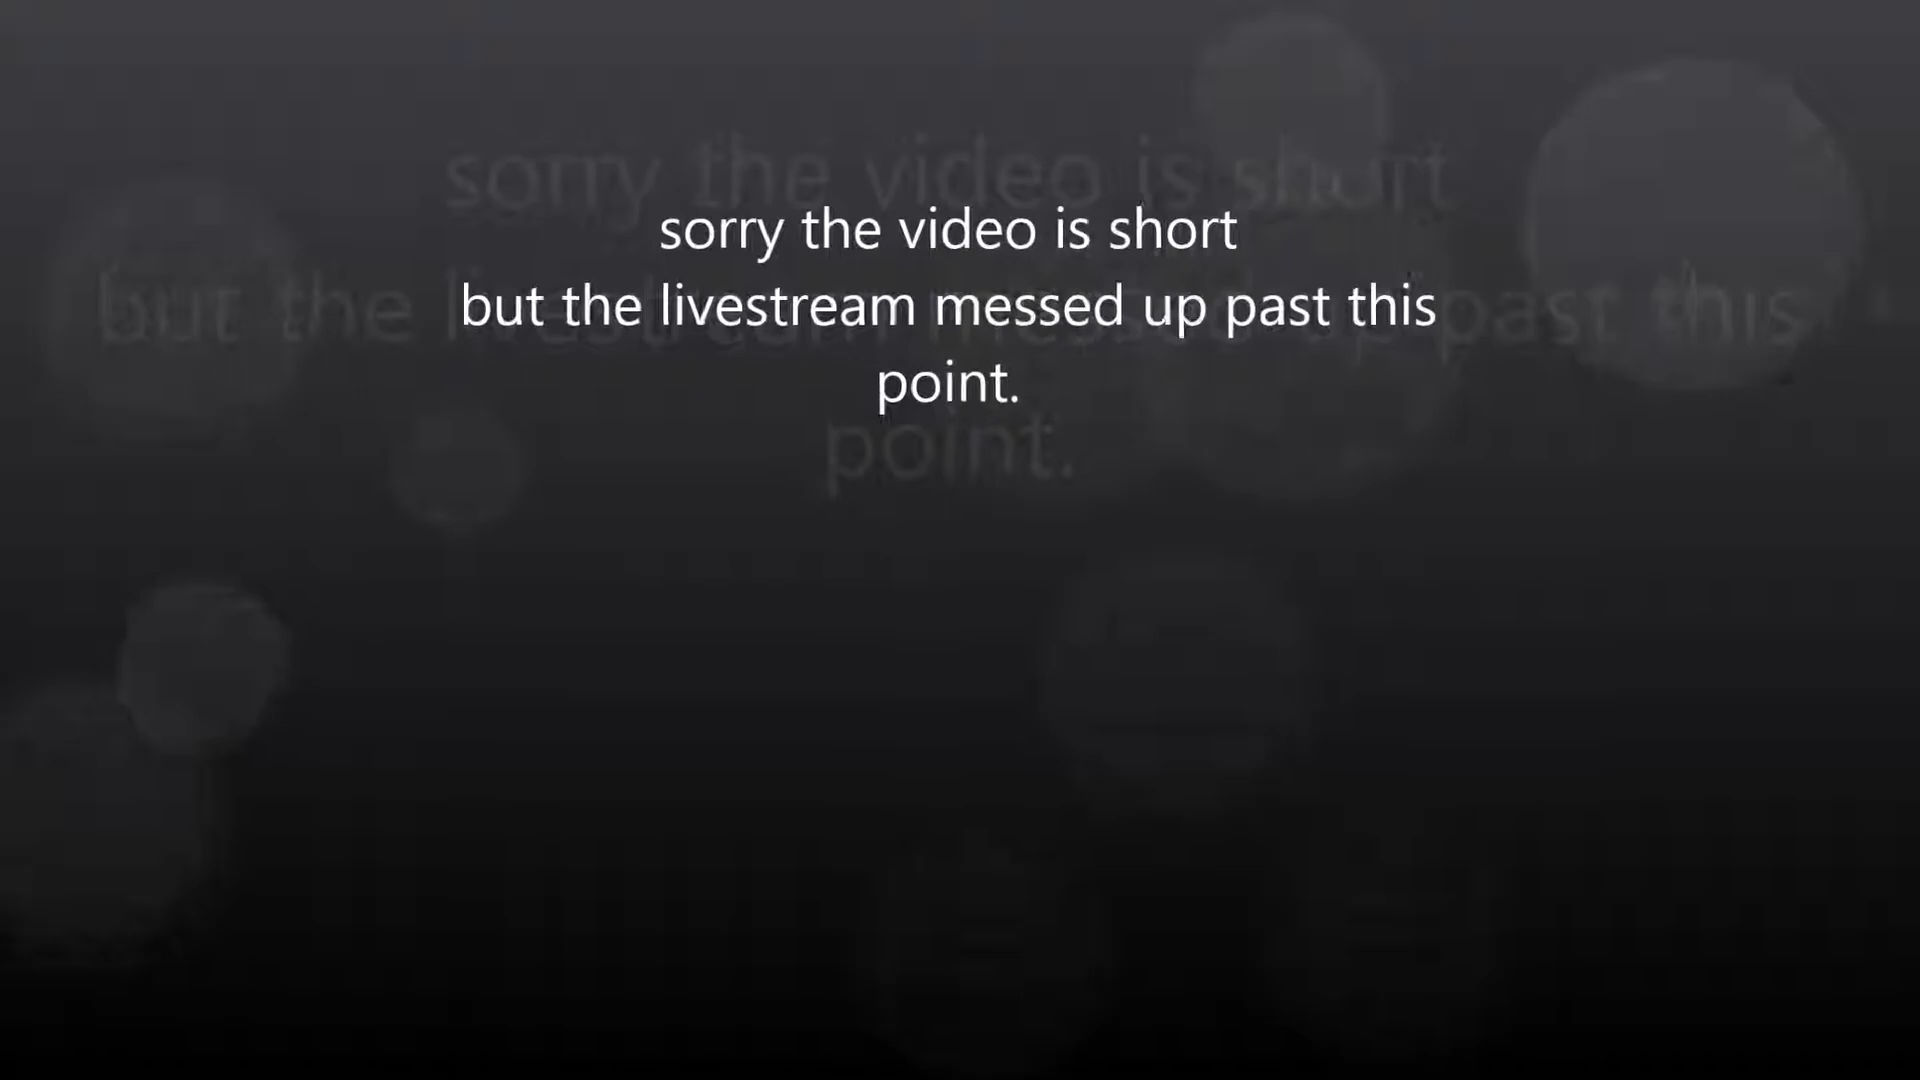 sorry the video is short
but the livestream messed up past this
point.